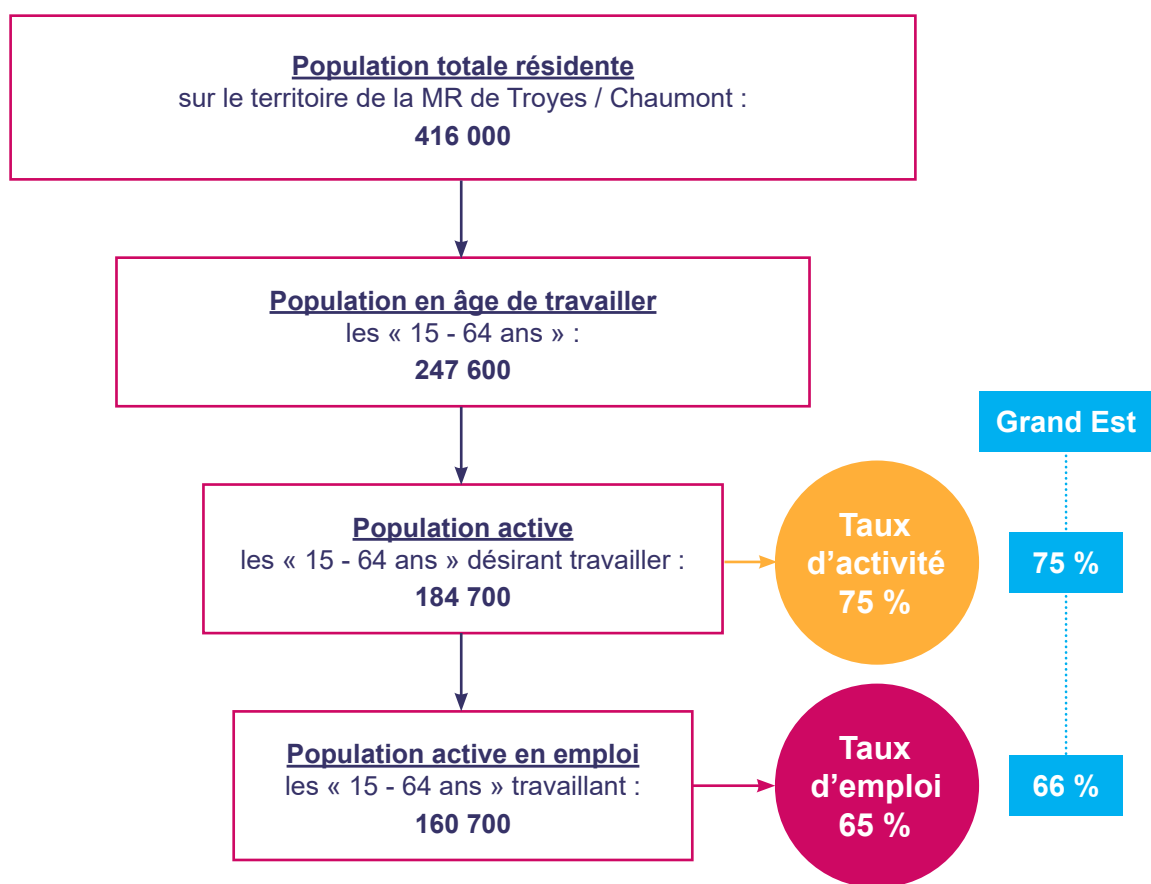 Population totale résidente
sur le territoire de la MR de Troyes / Chaumont :
416 000
Population en âge de travailler
les « 15 - 64 ans » :
247 600
Grand Est
Population active
les « 15 - 64 ans » désirant travailler :
184 700
Taux
d’activité
75 %
75 %
Population active en emploi
les « 15 - 64 ans » travaillant :
160 700
Taux
d’emploi
65 %
66 %